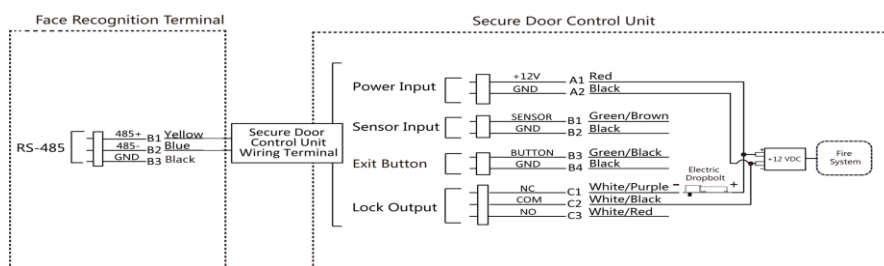 Face Recognition Terminal
Secure Door Control Unit
RS-485
485+ B1 Yellow
485- B2 Blue
GND B3 Black
Secure Door
Control Unit
Wiring Terminal
Power Input
+12V A1 Red
GND A2 Black
Sensor Input
SENSOR B1 Green/Brown
GND B2 Black
Exit Button
BUTTON B3 Green/Black
GND B4 Black
Lock Output
NC C1 White/Purple
COM C2 White/Black
NO C3 White/Red
Electric
Dropbolt
- +
+12 VDC
Fire
System